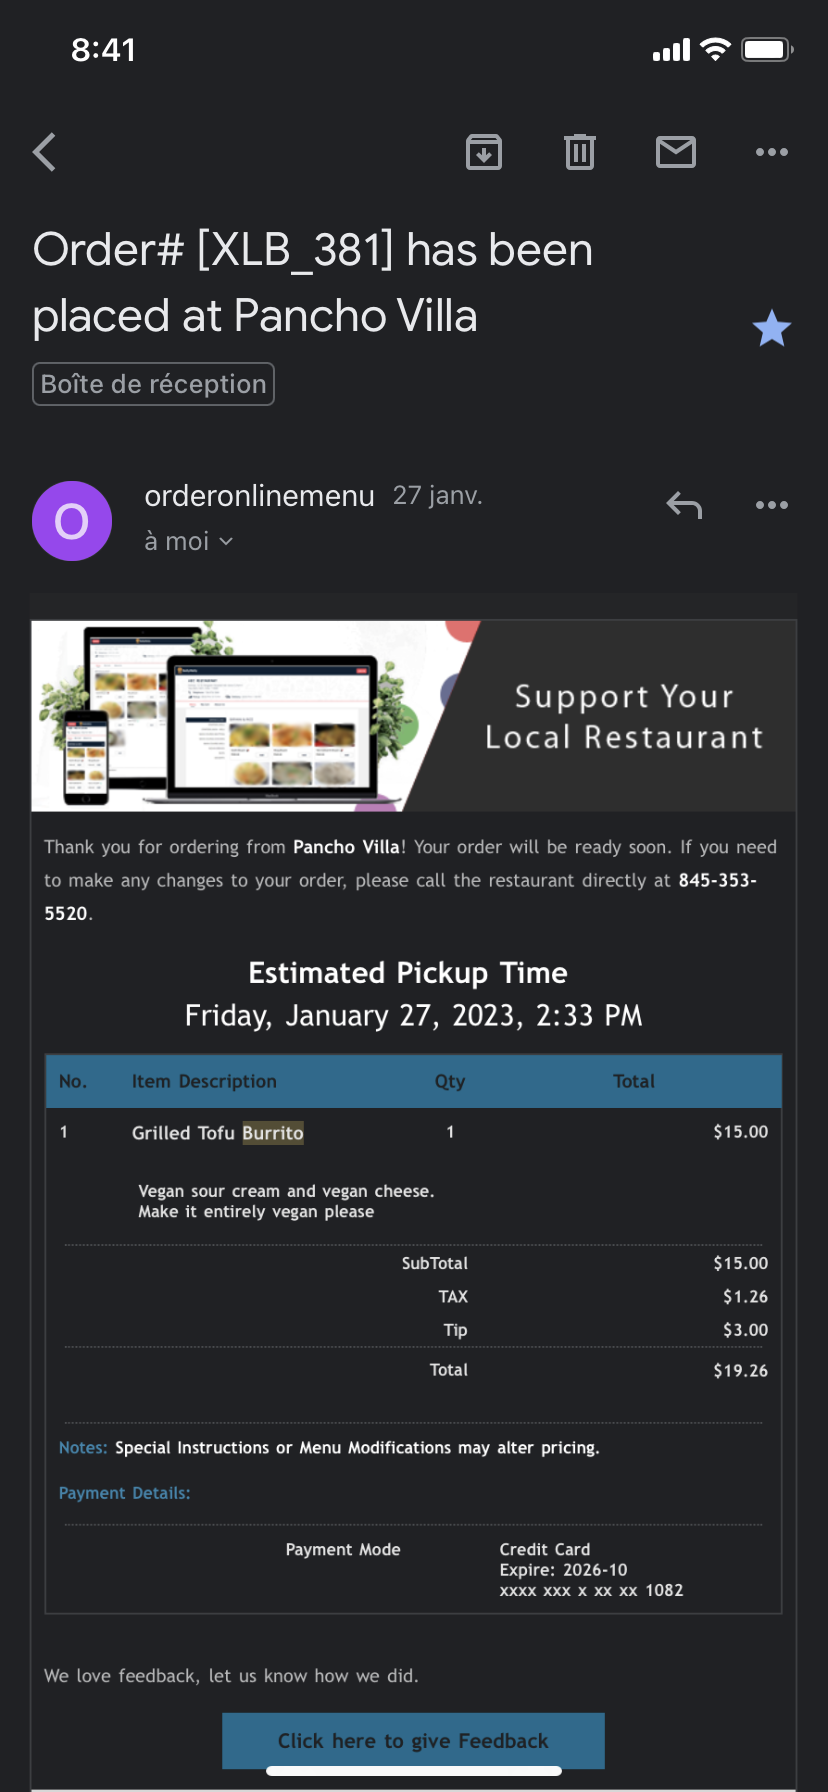 8:41
Order# [XLB_381] has been
placed at Pancho Villa
Boîte de réception
O
orderonlinemenu 27 janv.
à moi
Support Your
Local Restaurant
Thank you for ordering from Pancho Villa! Your order will be ready soon. If you need
to make any changes to your order, please call the restaurant directly at 845-353-
5520.
Estimated Pickup Time
Friday, January 27, 2023, 2:33 PM
No. Item Description Qty Total
1 Grilled Tofu Burrito 1 $15.00
Vegan sour cream and vegan cheese.
Make it entirely vegan please
SubTotal $15.00
TAX $1.26
Tip $3.00
Total $19.26
Notes: Special Instructions or Menu Modifications may alter pricing.
Payment Details:
Payment Mode Credit Card
Expire: 2026-10
xxxx xxx x xx xx 1082
We love feedback, let us know how we did.
Click here to give Feedback